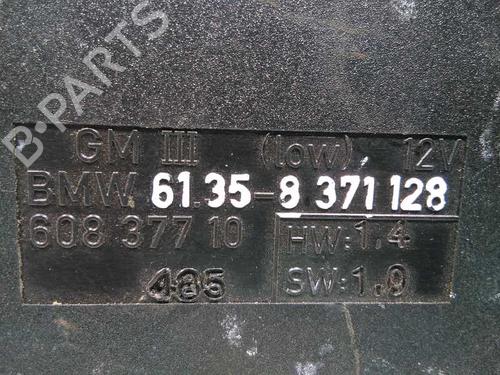 B-PARTS
GM III (low) 12V
BMW 61.35-8 371 128
608 377 10 HW:1.4
485 SW:1.0